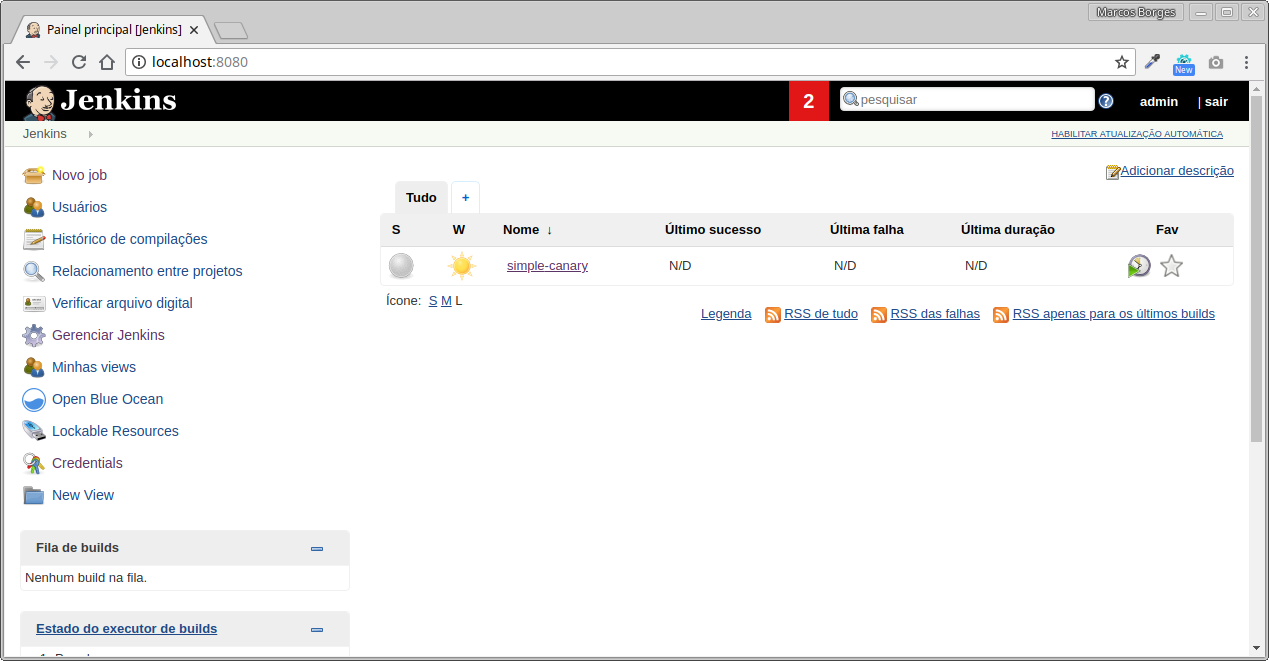 Marcos Borges
Painel principal [Jenkins]
localhost:8080
New
Jenkins
2
pesquisar
admin
| sair
Jenkins
HABILITAR ATUALIZAÇÃO AUTOMÁTICA
Novo job
Usuários
Histórico de compilações
Relacionamento entre projetos
Verificar arquivo digital
Gerenciar Jenkins
Minhas views
Open Blue Ocean
Lockable Resources
Credentials
New View
Fila de builds
Nenhum build na fila.
Estado do executor de builds
Adicionar descrição
Tudo +
S W Nome ↓ Último sucesso Última falha Última duração Fav
simple-canary N/D N/D N/D
Ícone: S M L
Legenda RSS de tudo RSS das falhas RSS apenas para os últimos builds